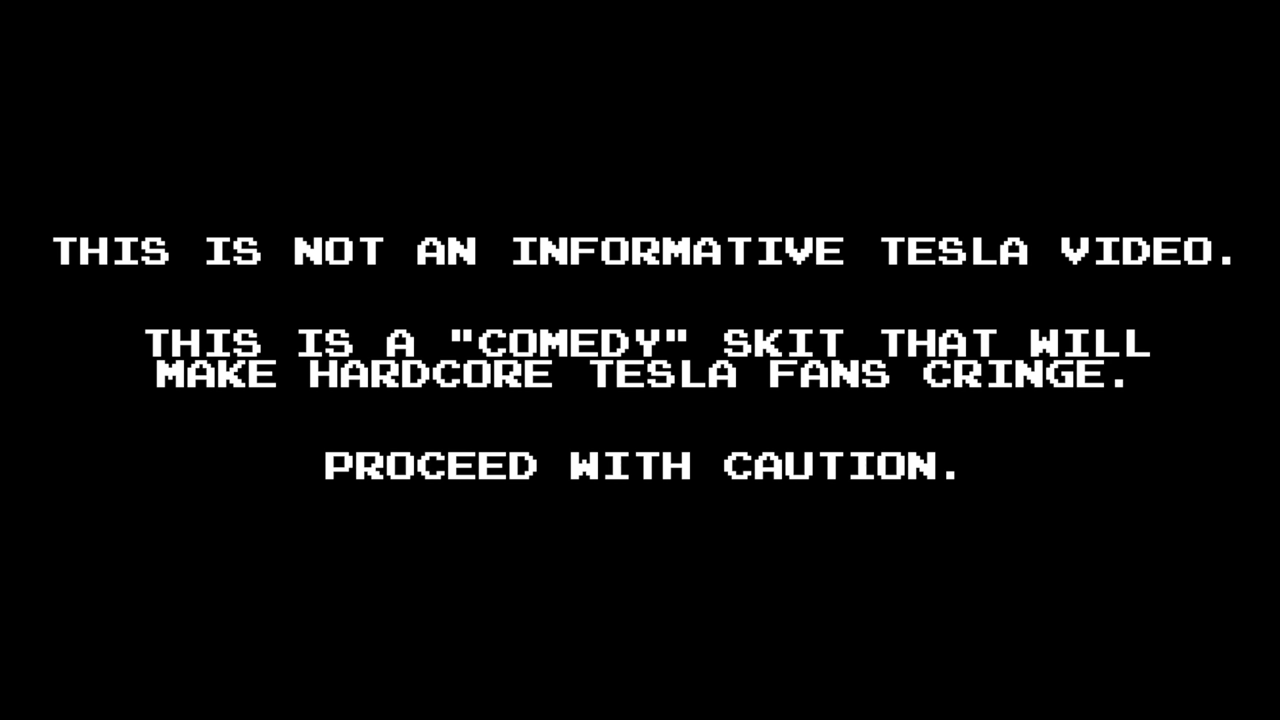 THIS IS NOT AN INFORMATIVE TESLA VIDEO.
THIS IS A "COMEDY" SKIT THAT WILL
MAKE HARDCORE TESLA FANS CRINGE.
PROCEED WITH CAUTION.